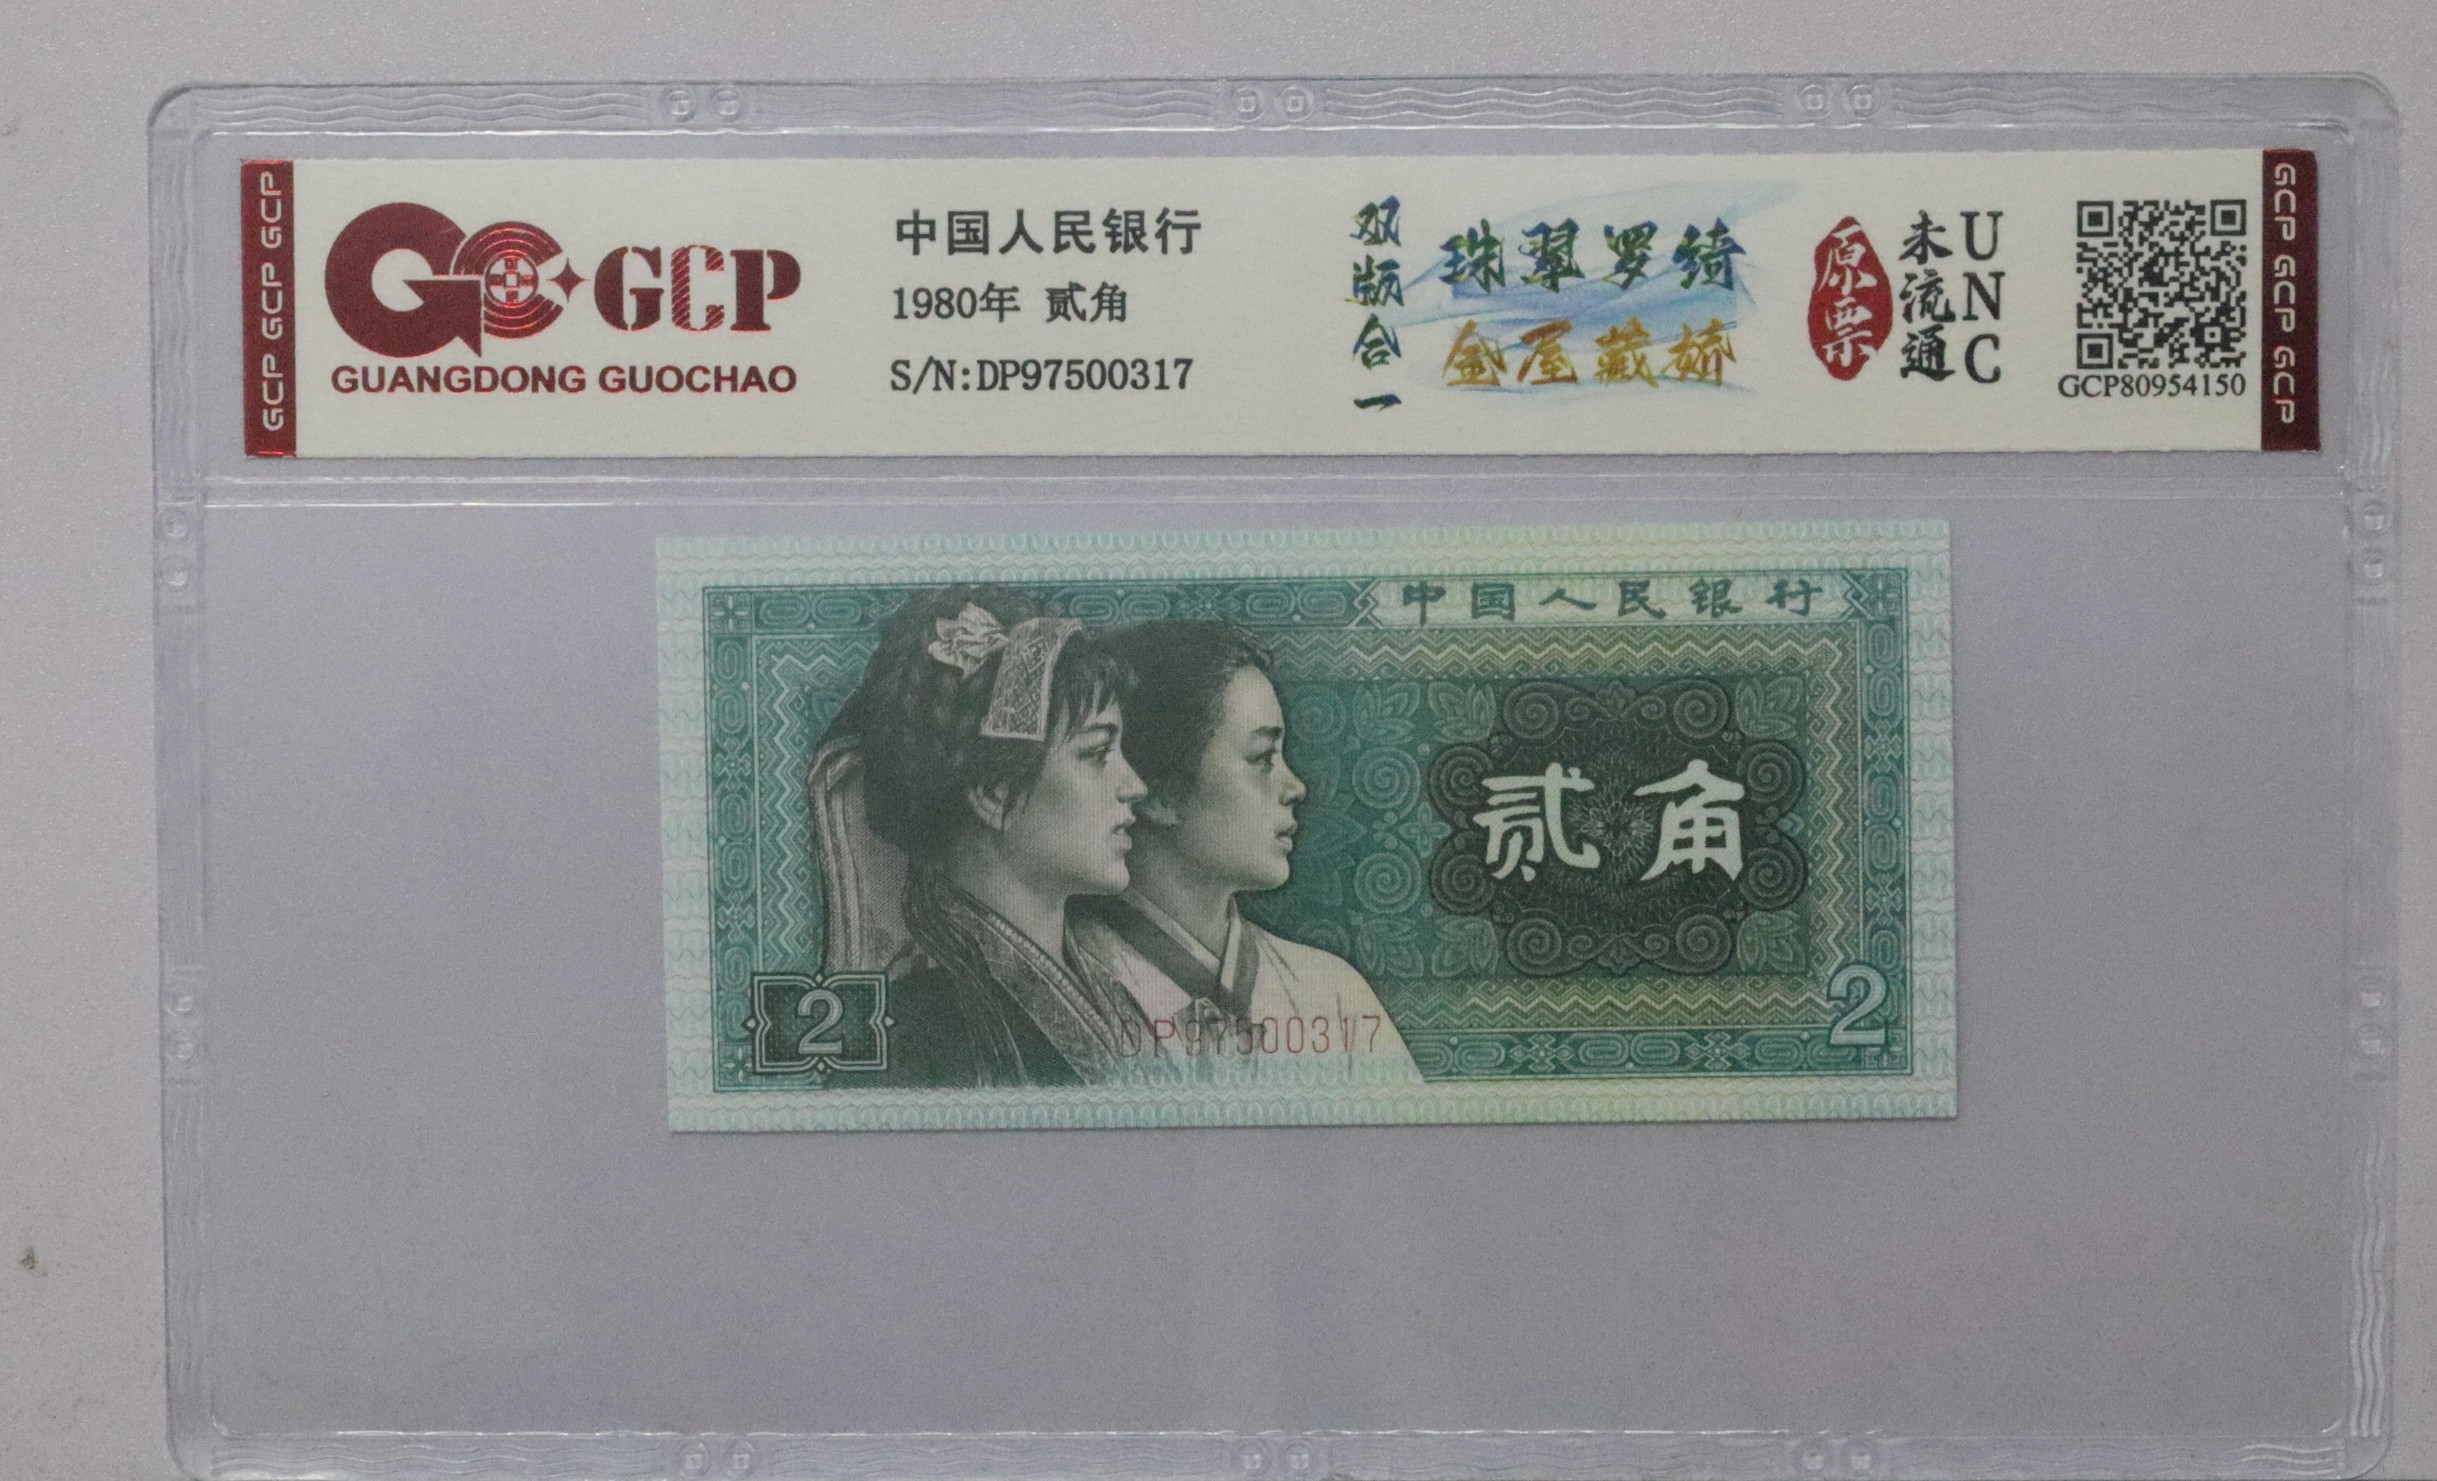 GCP GCP GCP
GCP
GUANGDONG GUOCHAO
中国人民银行
1980年 贰角
S/N:DP97500317
双版合一
珠翠罗绮
金屋藏娇
原票
未流通
UNC
GCP80954150
GCP GCP GCP
中国人民银行
贰角
2
DP97500317
2